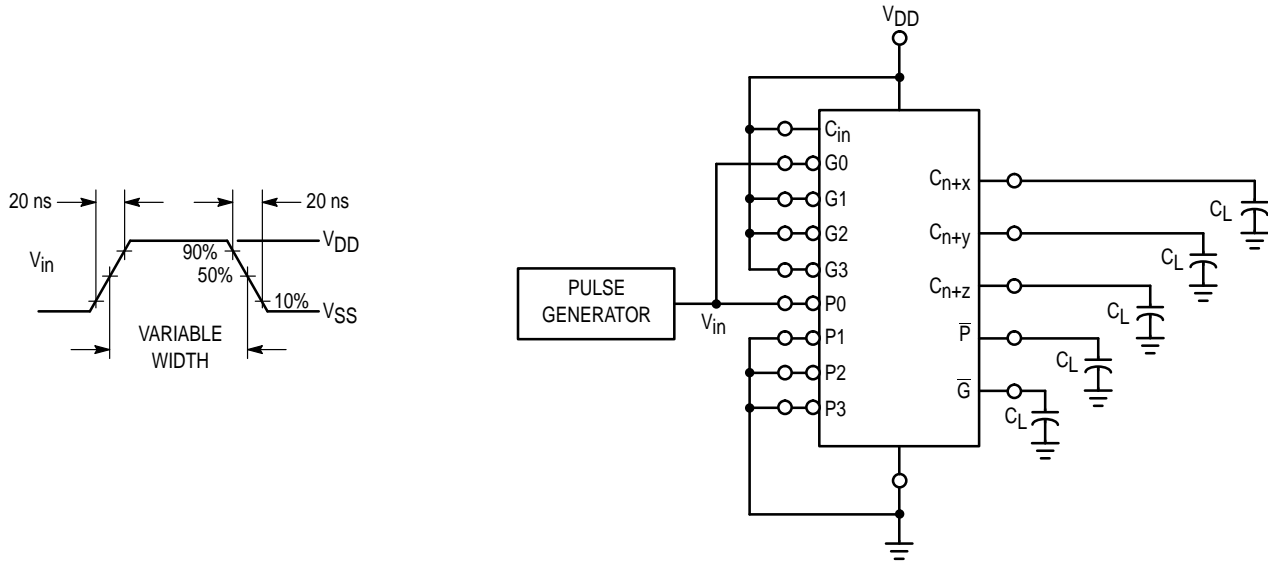 20 ns
20 ns
V_in
90%
50%
10%
V_DD
V_SS
VARIABLE
WIDTH
PULSE
GENERATOR
V_in
V_DD
C_in
G0
G1
G2
G3
P0
P1
P2
P3
C_n+x
C_n+y
C_n+z
P̅
G̅
C_L
C_L
C_L
C_L
C_L